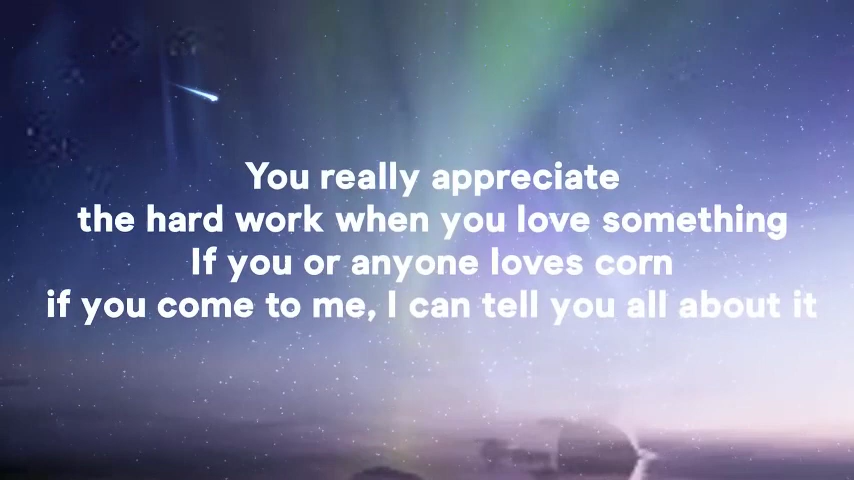 You really appreciate
the hard work when you love something
If you or anyone loves corn
if you come to me, I can tell you all about it